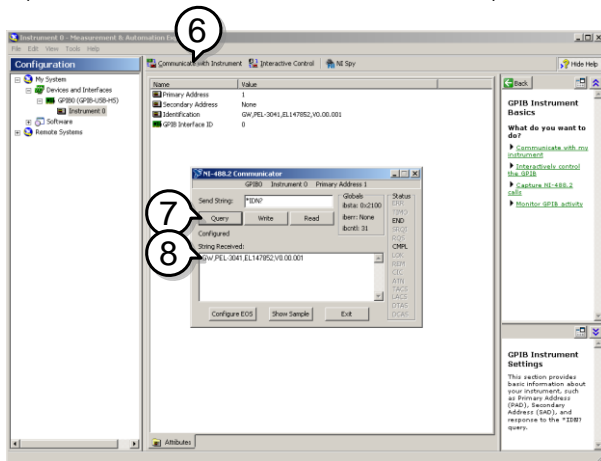 Instrument 0 - Measurement & Automation Ex
File Edit View Tools Help
Configuration
My System
Devices and Interfaces
GPIB0 (GPIB-USB-HS)
Instrument 0
Software
Remote Systems
6
Communicate with Instrument Interactive Control NI Spy
Hide Help
Name Value
Primary Address 1
Secondary Address None
Identification GW,PEL-3041,EL147852,V0.00.001
GPIB Interface ID 0
NI-488.2 Communicator
GPIB0 Instrument 0 Primary Address 1
Send String: *IDN?
7
Query Write Read
Configured
Globals
ibsta: 0x2100
iberr: None
ibcntl: 31
Status
ERR
TIMO
END
SRQI
RQS
CMPL
LOK
REM
CIC
ATN
TACS
LACS
DTAS
DCAS
8
String Received:
GW,PEL-3041,EL147852,V0.00.001
Configure EOS Show Sample Exit
Attributes
Back
GPIB Instrument
Basics
What do you want to
do?
Communicate with my
instrument
Interactively control
the GPIB
Capture NI-488.2
calls
Monitor GPIB activity
GPIB Instrument
Settings
This section provides
basic information about
your instrument, such
as Primary Address
(PAD), Secondary
Address (SAD), and
response to the *IDN?
query.